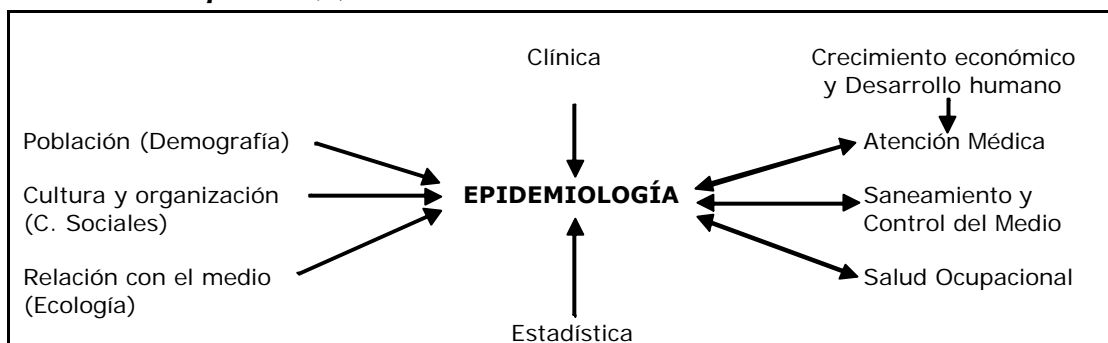 Clínica
Crecimiento económico
y Desarrollo humano
Población (Demografía)
Atención Médica
Cultura y organización
(C. Sociales)
EPIDEMIOLOGÍA
Saneamiento y
Control del Medio
Relación con el medio
(Ecología)
Salud Ocupacional
Estadística